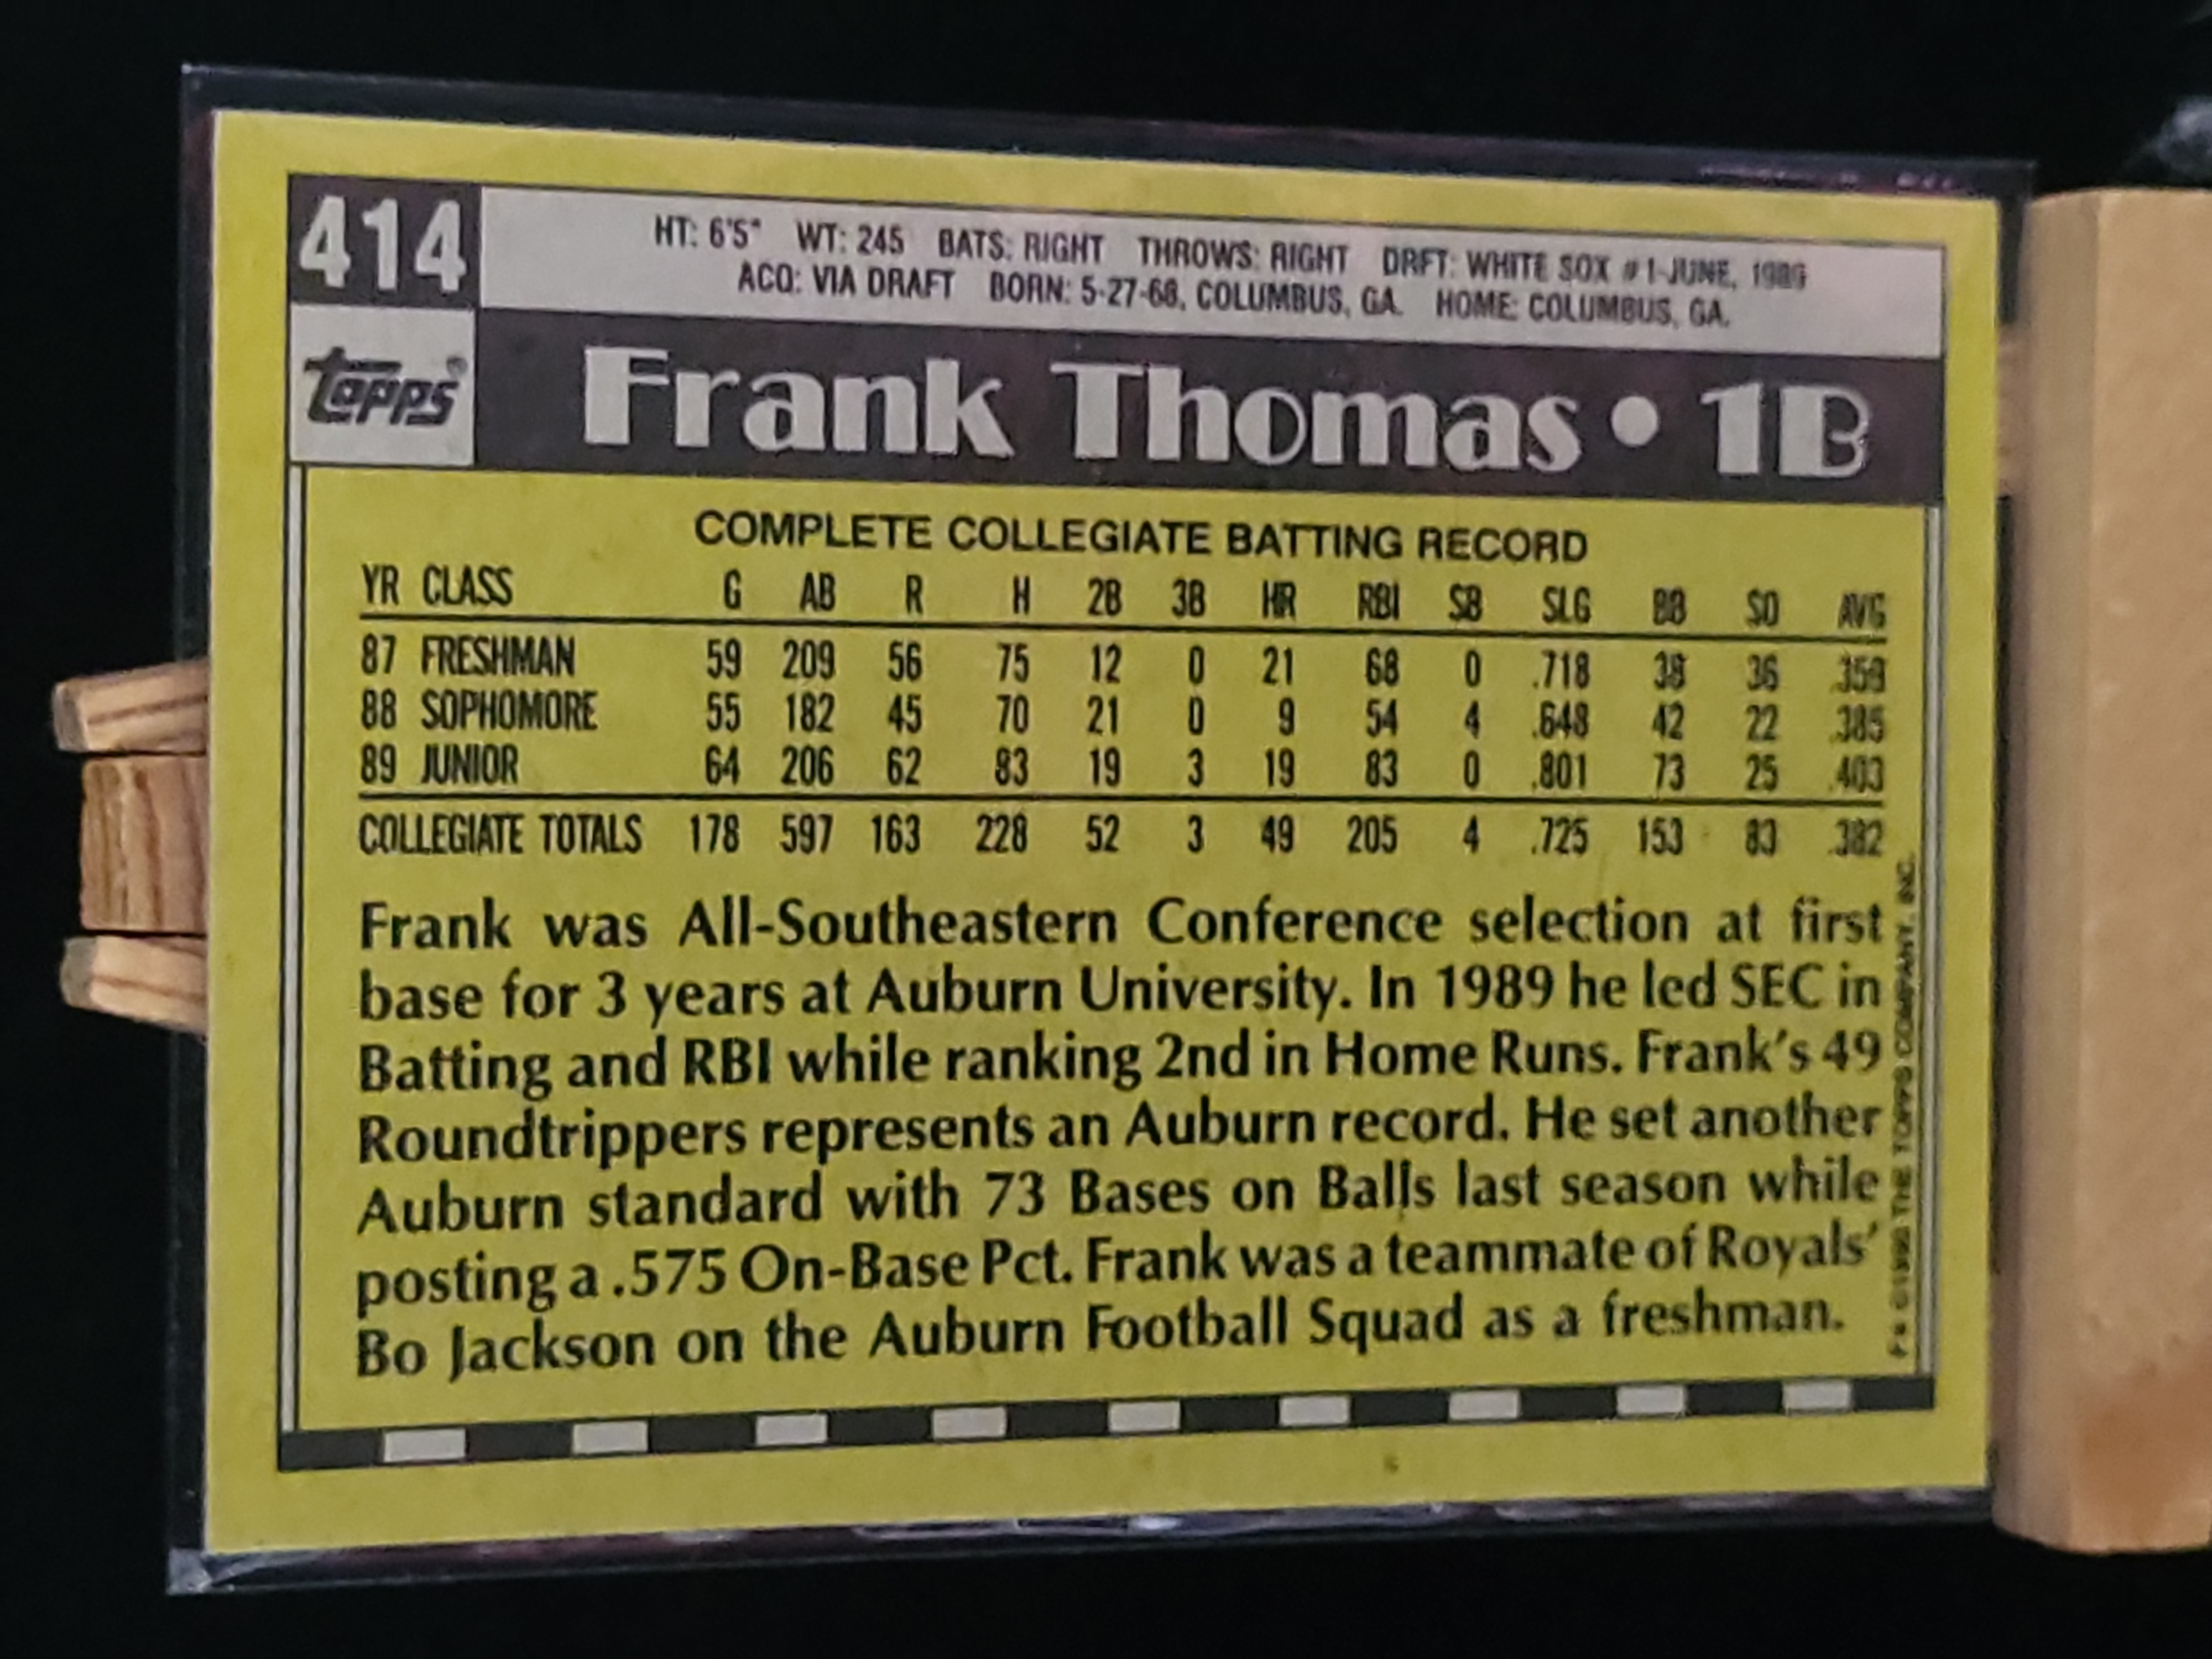 414
HT: 6'5" WT: 245 BATS: RIGHT THROWS: RIGHT DRFT: WHITE SOX #1-JUNE, 1989
ACQ: VIA DRAFT BORN: 5-27-68, COLUMBUS, GA. HOME: COLUMBUS, GA.
topps®
Frank Thomas • 1B
COMPLETE COLLEGIATE BATTING RECORD
YR CLASS G AB R H 2B 3B HR RBI SB SLG BB SO AVG
87 FRESHMAN 59 209 56 75 12 0 21 68 0 .718 38 36 .359
88 SOPHOMORE 55 182 45 70 21 0 9 54 4 .648 42 22 .385
89 JUNIOR 64 206 62 83 19 3 19 83 0 .801 73 25 .403
COLLEGIATE TOTALS 178 597 163 228 52 3 49 205 4 .725 153 83 .382
Frank was All-Southeastern Conference selection at first
base for 3 years at Auburn University. In 1989 he led SEC in
Batting and RBI while ranking 2nd in Home Runs. Frank's 49
Roundtrippers represents an Auburn record. He set another
Auburn standard with 73 Bases on Balls last season while
posting a .575 On-Base Pct. Frank was a teammate of Royals'
Bo Jackson on the Auburn Football Squad as a freshman.
©1990 THE TOPPS COMPANY, INC.